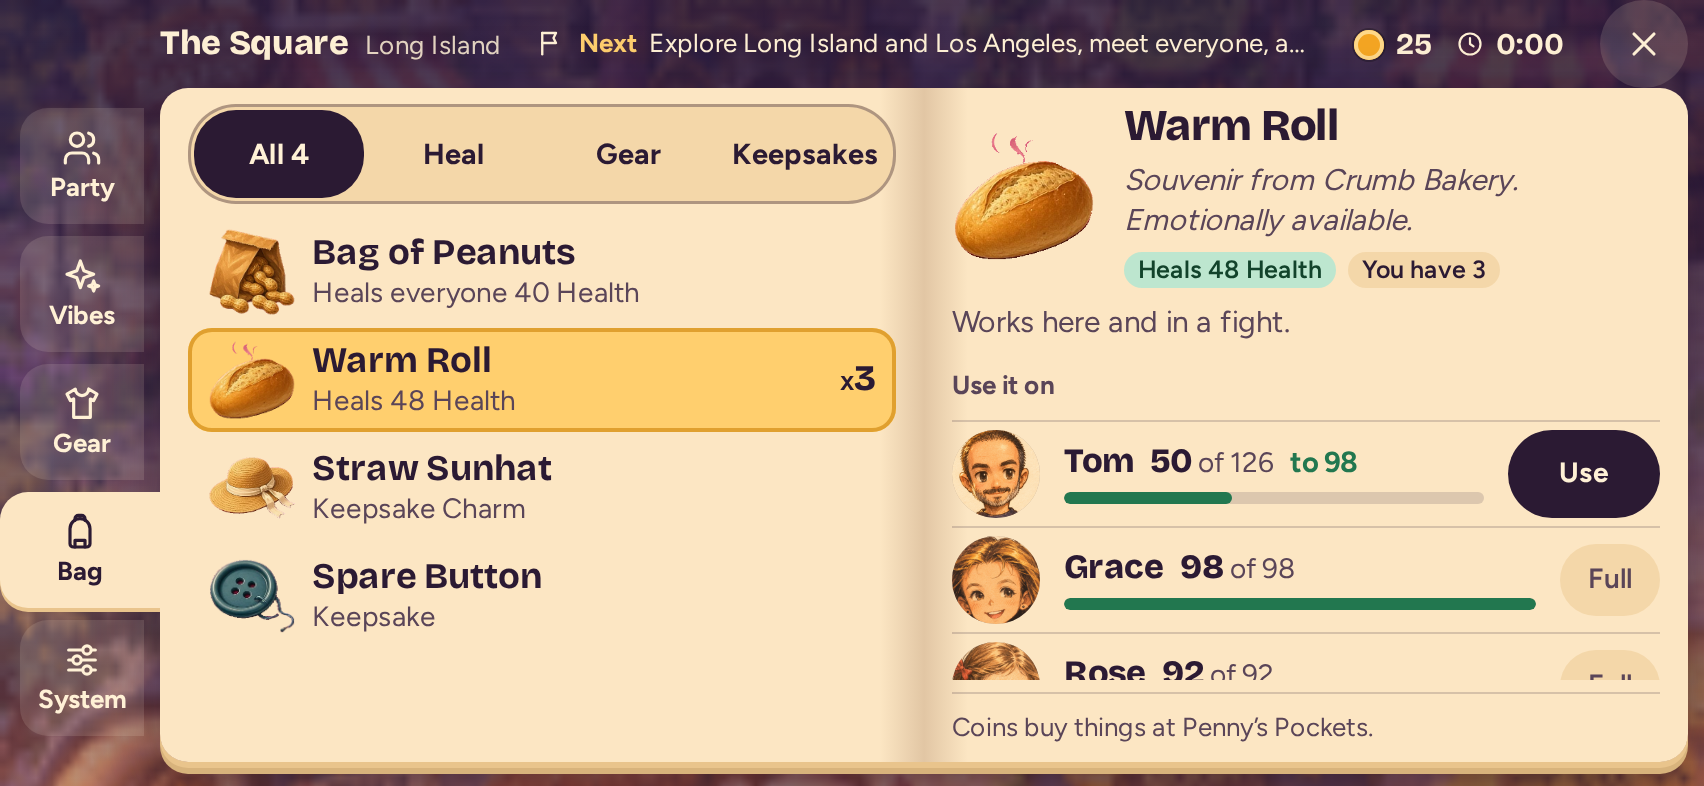 The Square Long Island Next Explore Long Island and Los Angeles, meet everyone, a... 25 0:00
Party
Vibes
Gear
Bag
System
All 4 Heal Gear Keepsakes
Bag of Peanuts
Heals everyone 40 Health
Warm Roll
Heals 48 Health
x3
Straw Sunhat
Keepsake Charm
Spare Button
Keepsake
Warm Roll
Souvenir from Crumb Bakery.
Emotionally available.
Heals 48 Health You have 3
Works here and in a fight.
Use it on
Tom 50 of 126 to 98 Use
Grace 98 of 98 Full
Rose 92 of 92 Full
Coins buy things at Penny's Pockets.